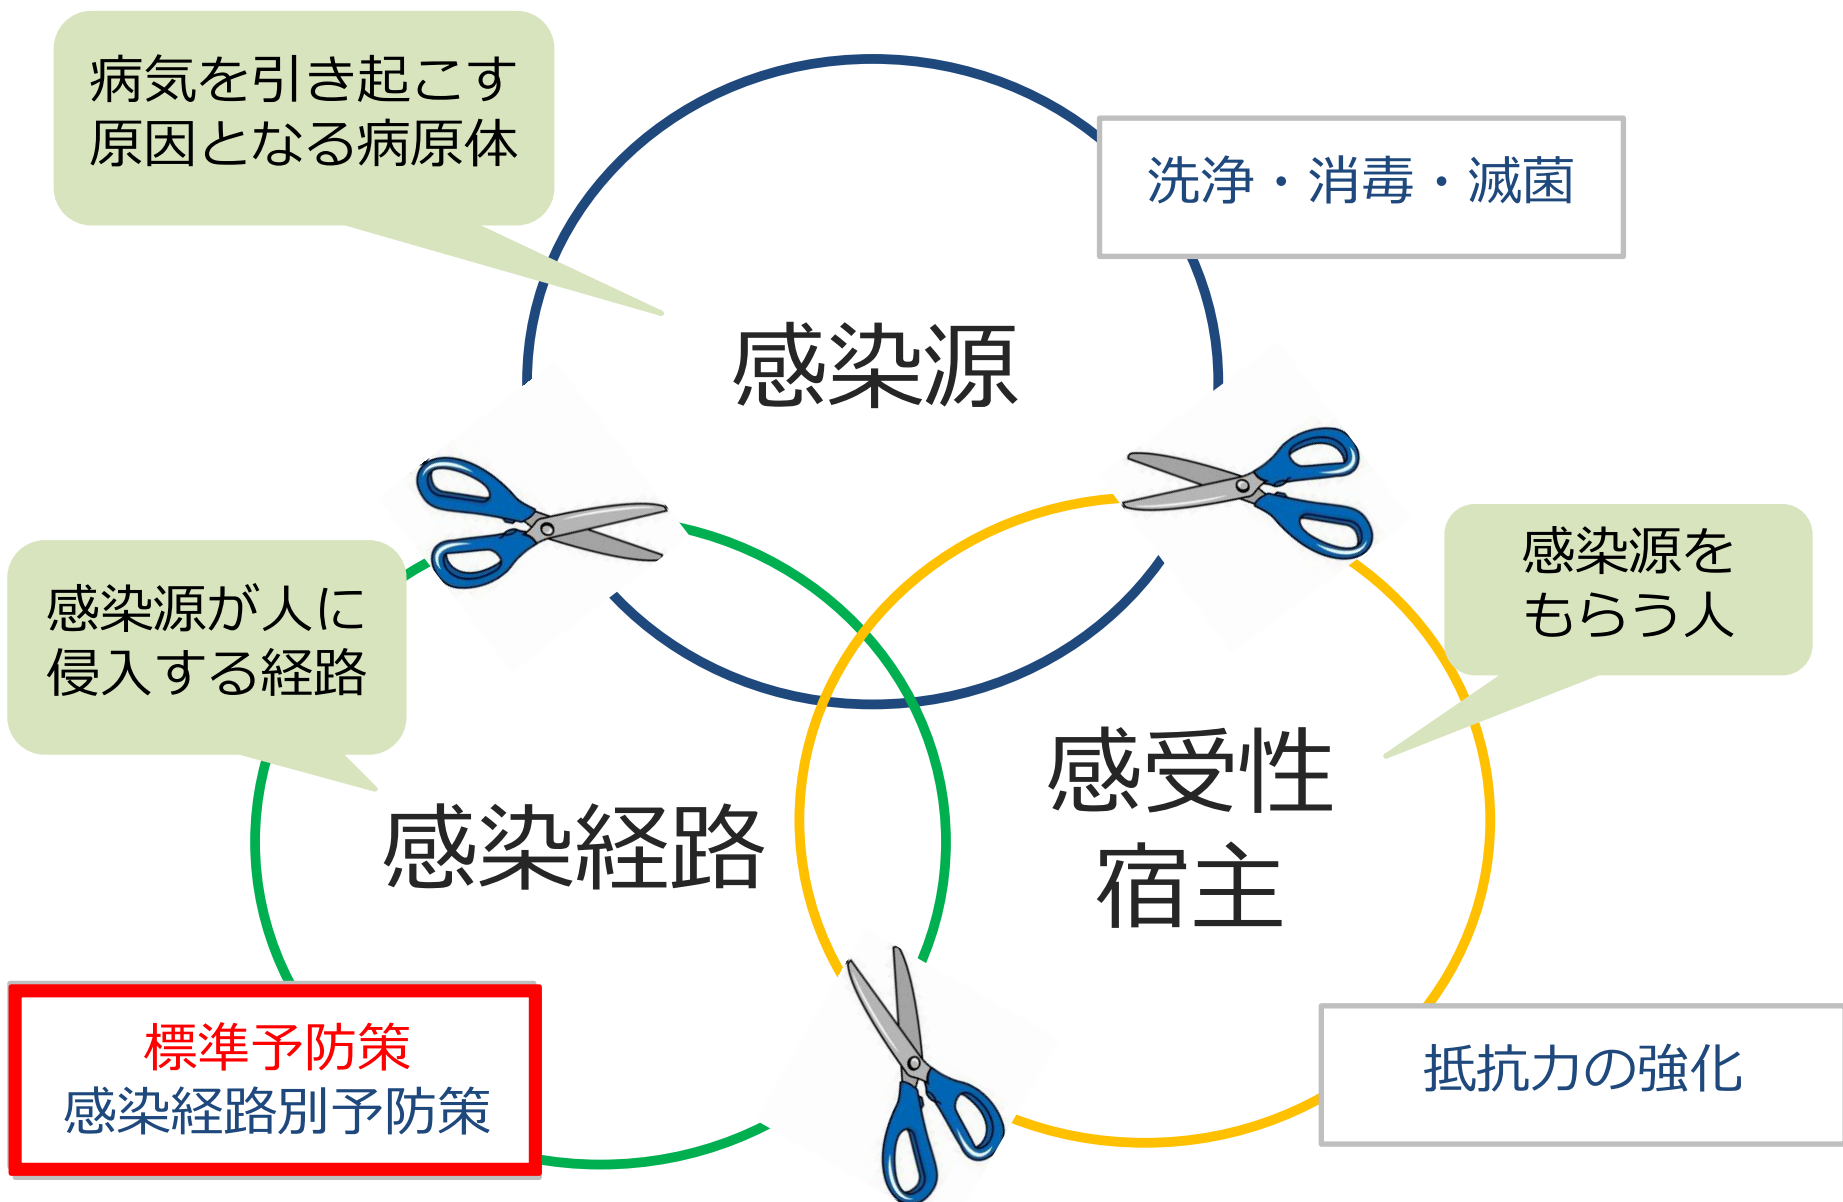 病気を引き起こす
原因となる病原体
洗浄・消毒・滅菌
感染源
感染源が人に
侵入する経路
感染源を
もらう人
感染経路
感受性
宿主
標準予防策
感染経路別予防策
抵抗力の強化